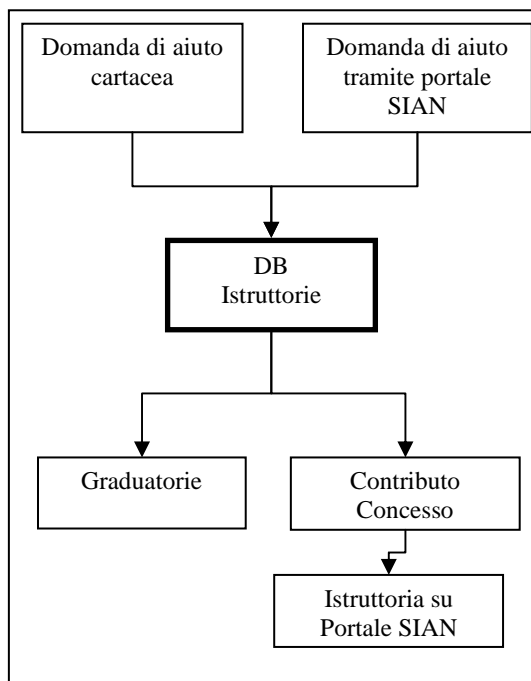 Domanda di aiuto
cartacea
Domanda di aiuto
tramite portale
SIAN
DB
Istruttorie
Graduatorie
Contributo
Concesso
Istruttoria su
Portale SIAN